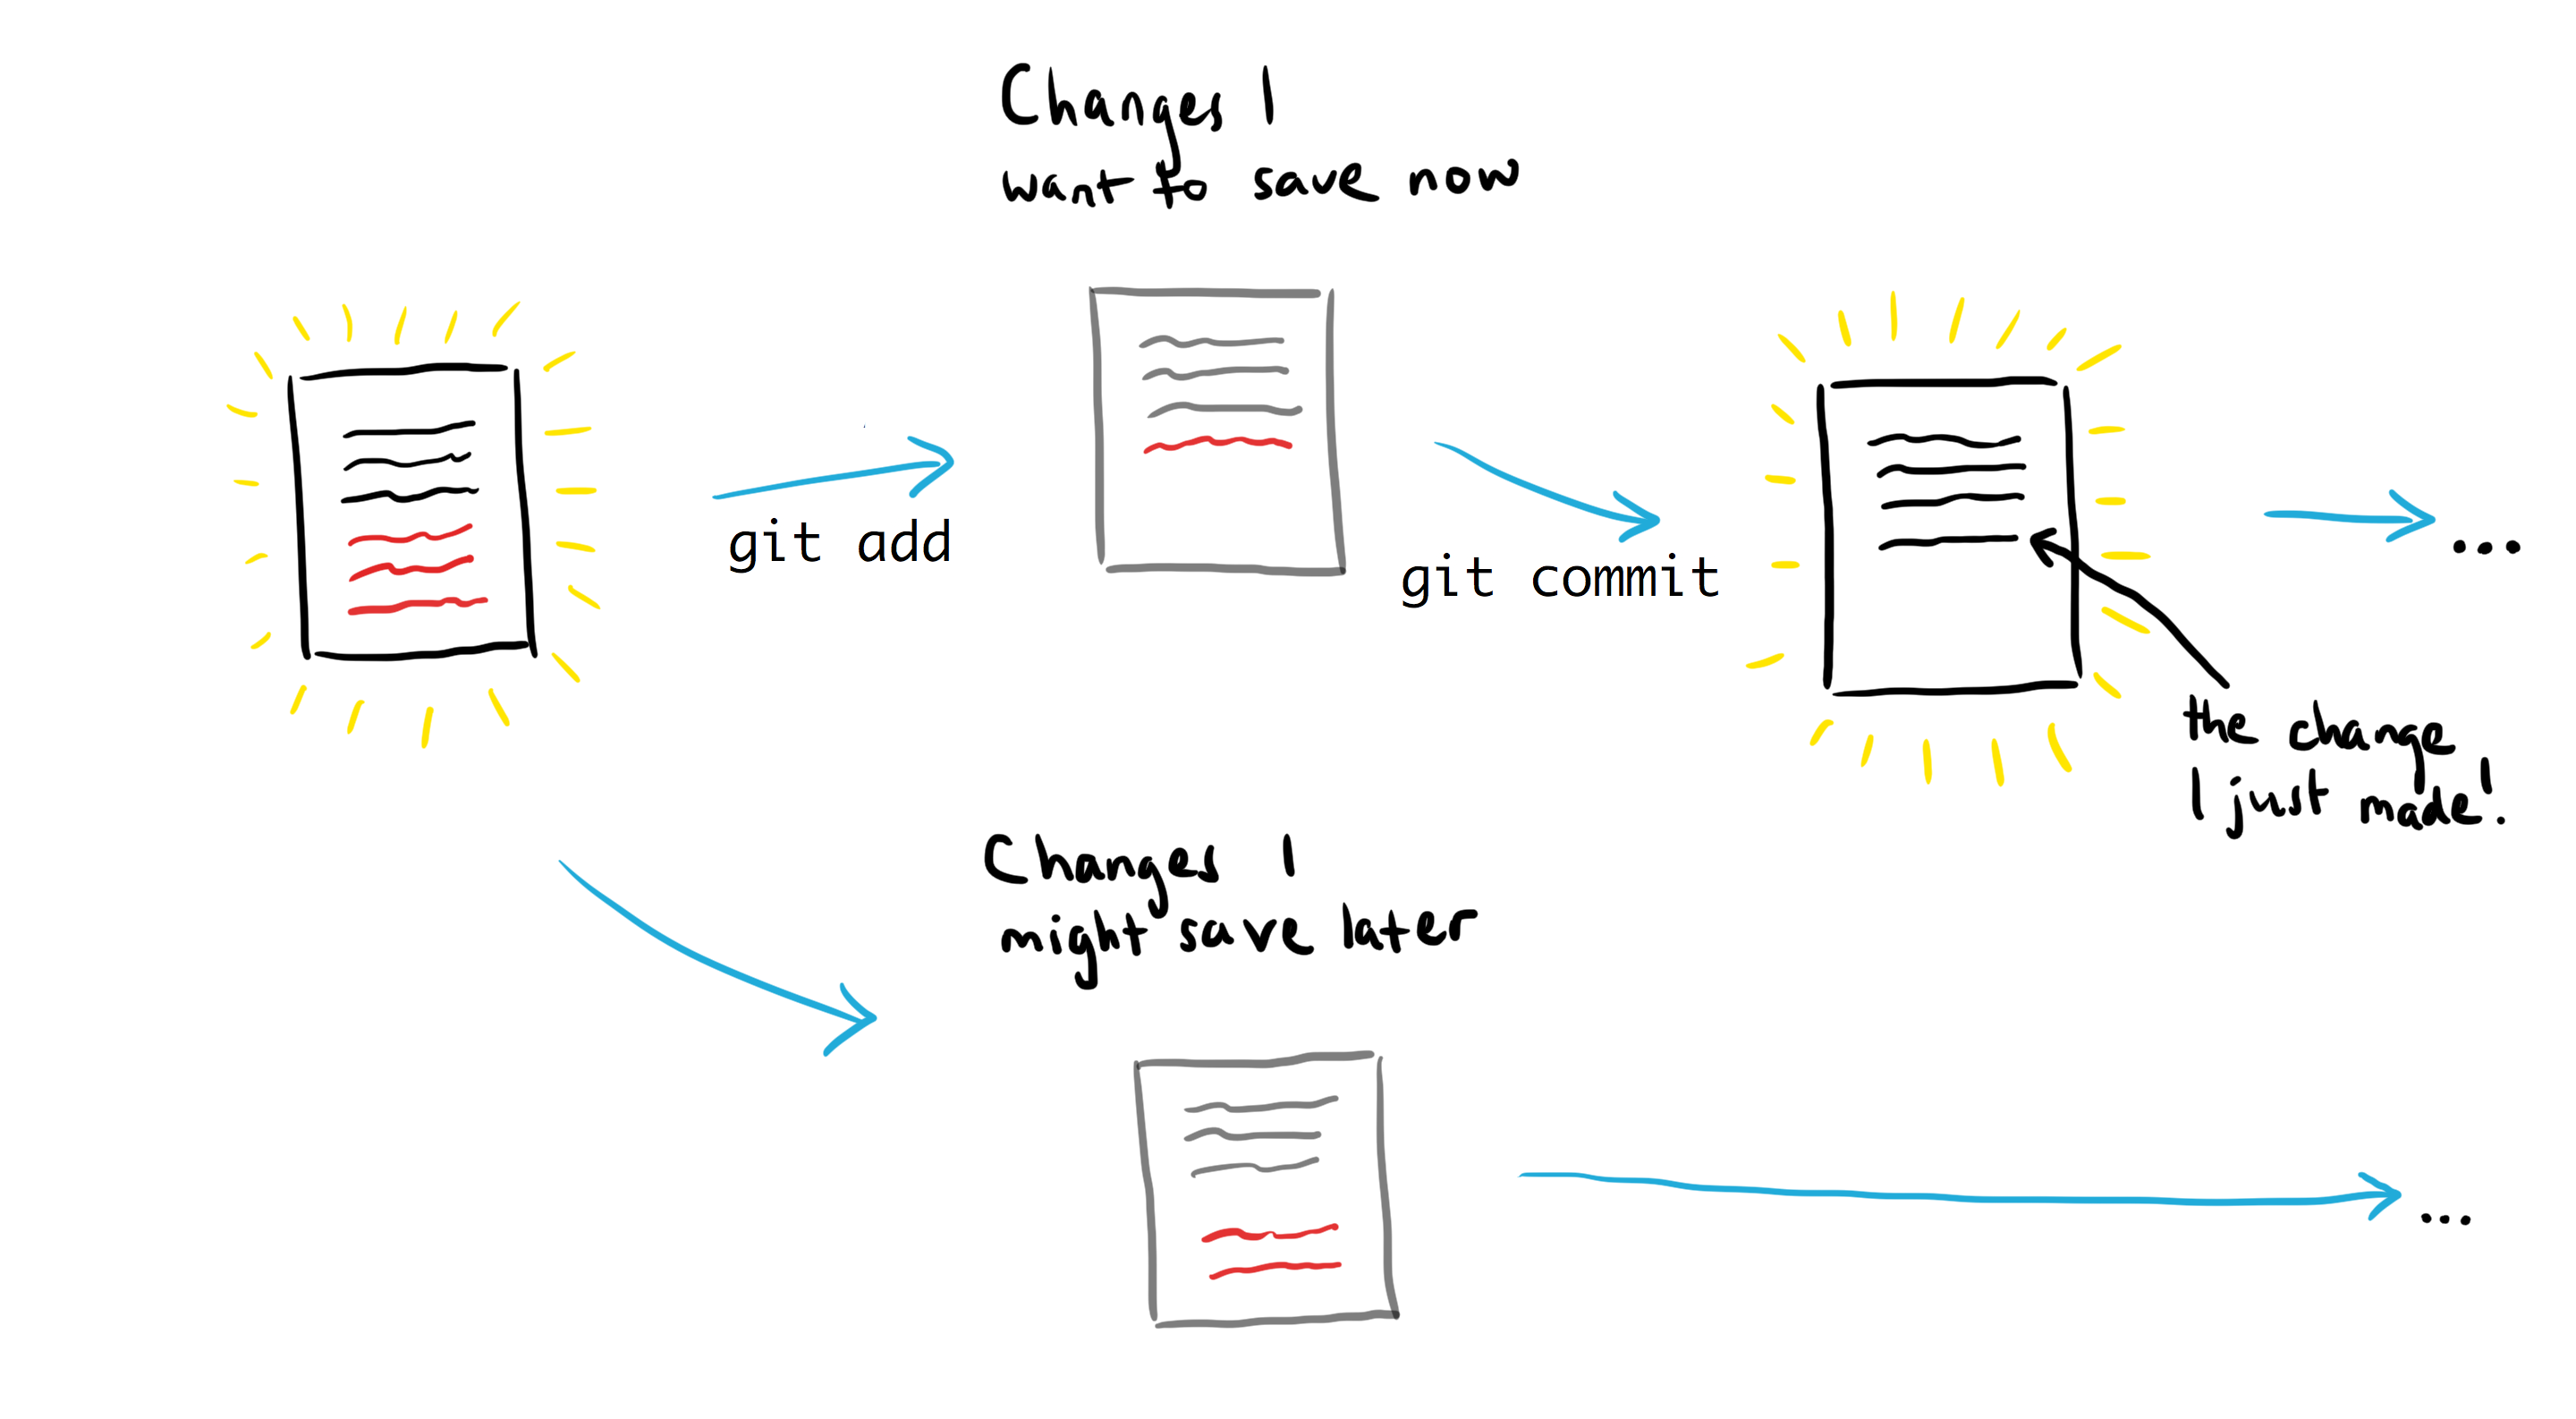 Changes I
want to save now
git add
git commit
...
the change
I just made!
Changes I
might save later
...